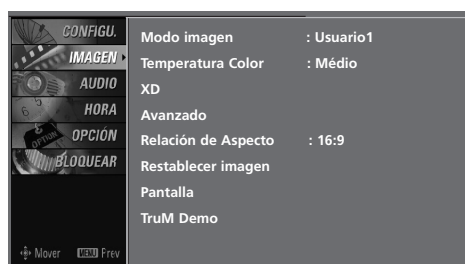 CONFIGU.
IMAGEN
AUDIO
HORA
OPCIÓN
BLOQUEAR
Mover MENU Prev
Modo imagen : Usuario1
Temperatura Color : Médio
XD
Avanzado
Relación de Aspecto : 16:9
Restablecer imagen
Pantalla
TruM Demo
OPTION